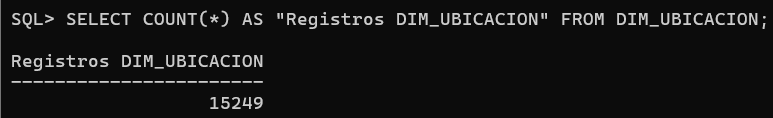 SQL> SELECT COUNT(*) AS "Registros DIM_UBICACION" FROM DIM_UBICACION;
Registros DIM_UBICACION
-----------------------
15249